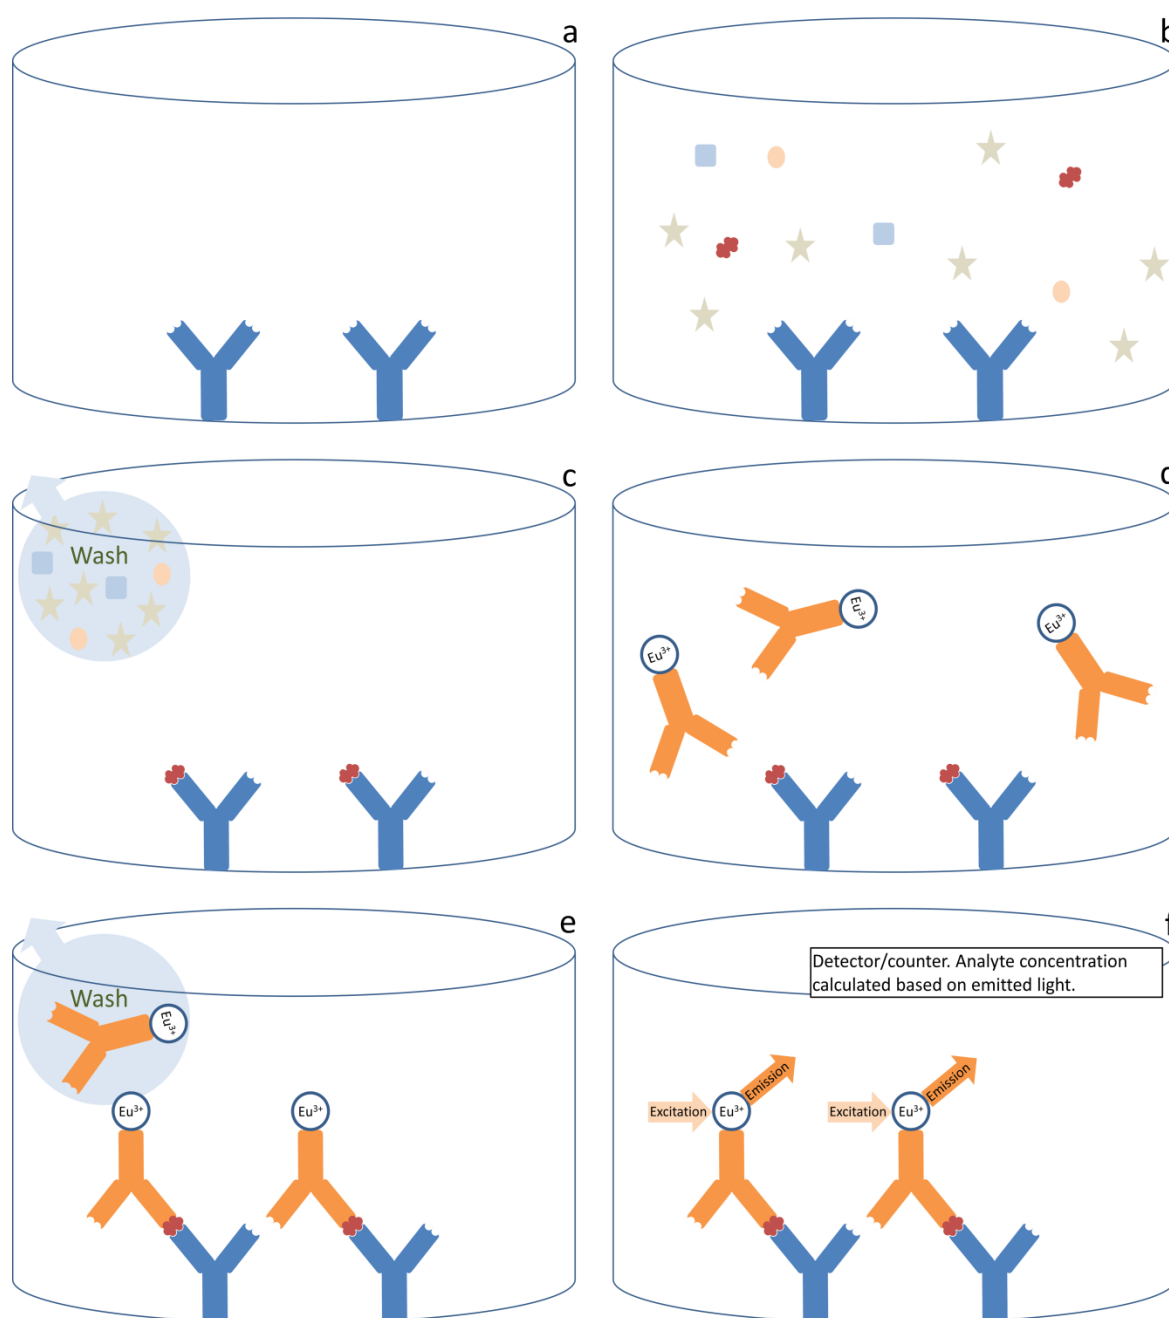 a
b
c
Wash
d
Eu³⁺
Eu³⁺
Eu³⁺
e
Wash
Eu³⁺
Eu³⁺
Eu³⁺
f
Detector/counter. Analyte concentration
calculated based on emitted light.
Excitation
Eu³⁺
Emission
Excitation
Eu³⁺
Emission